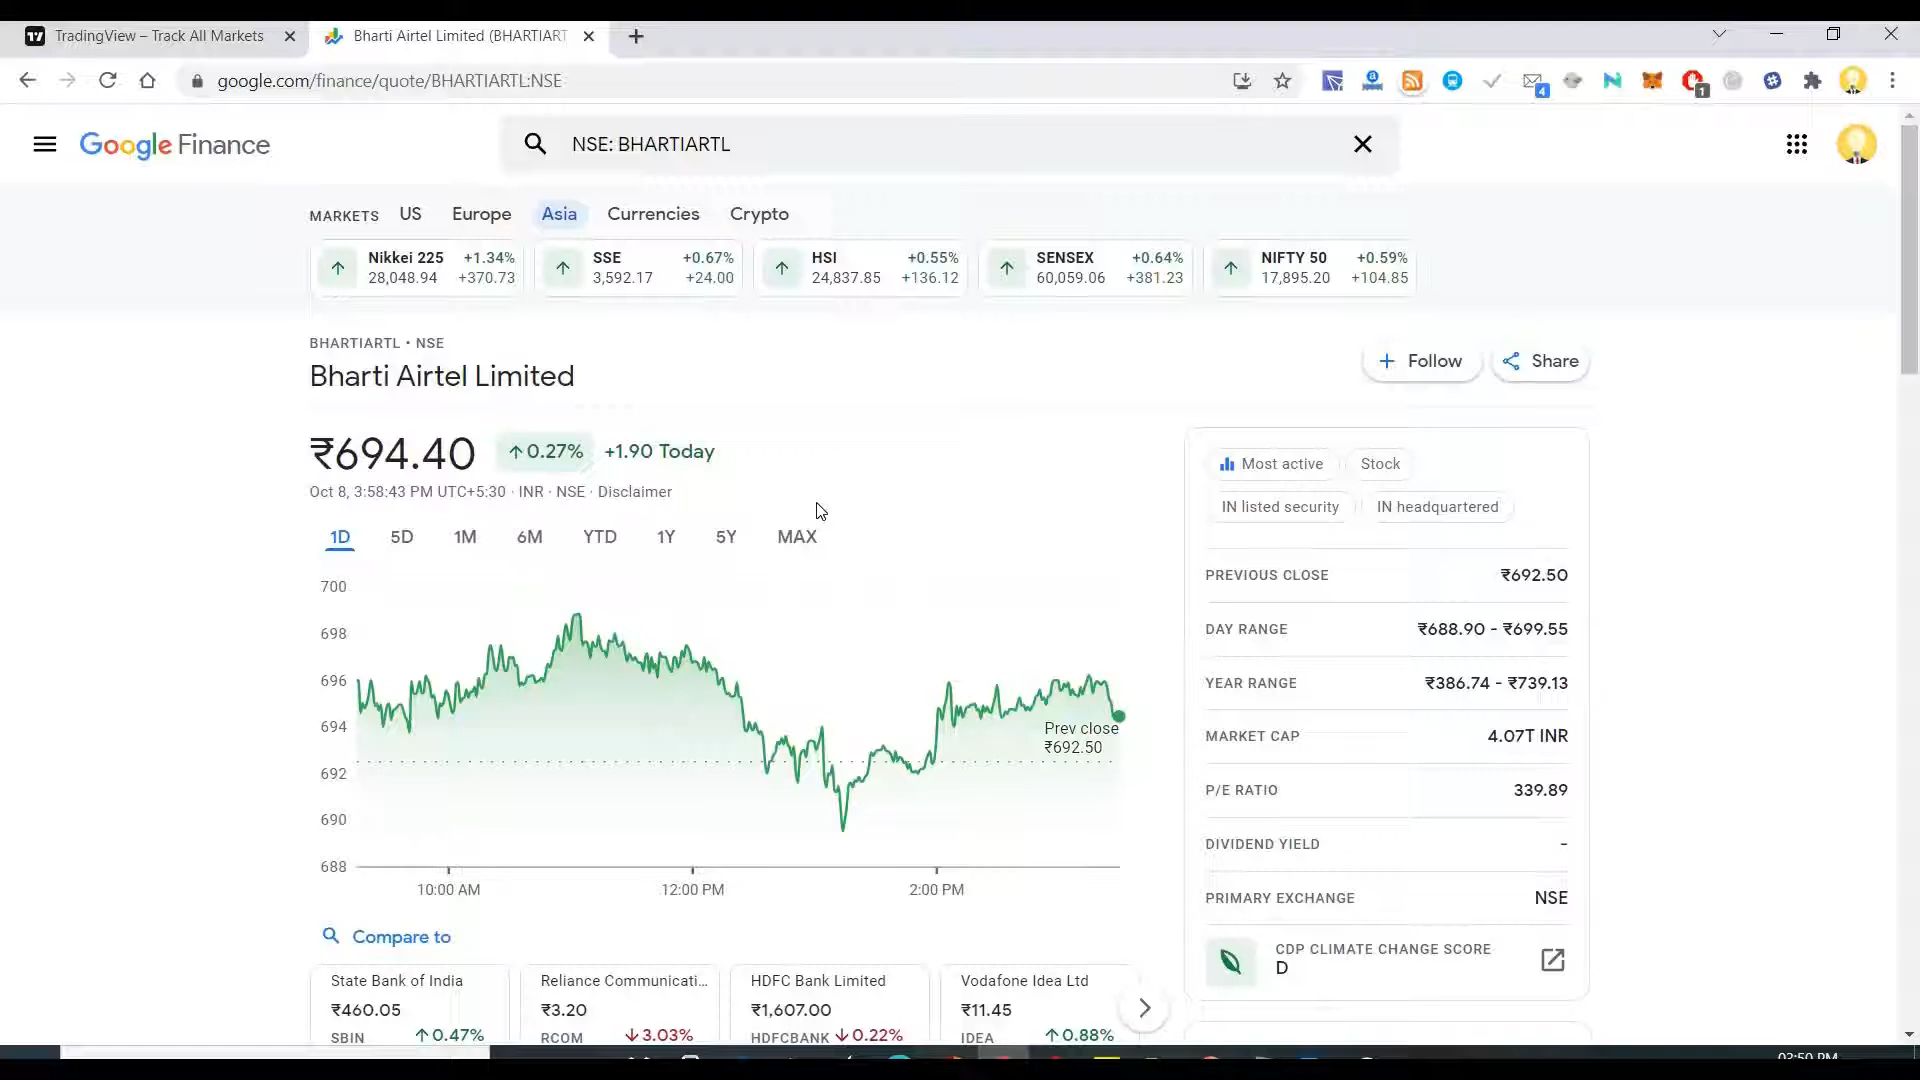 TradingView – Track All Markets
Bharti Airtel Limited (BHARTIART
google.com/finance/quote/BHARTIARTL:NSE
4
1
Google Finance
NSE: BHARTIARTL
MARKETS US Europe Asia Currencies Crypto
Nikkei 225 +1.34%
28,048.94 +370.73
SSE +0.67%
3,592.17 +24.00
HSI +0.55%
24,837.85 +136.12
SENSEX +0.64%
60,059.06 +381.23
NIFTY 50 +0.59%
17,895.20 +104.85
BHARTIARTL • NSE
Bharti Airtel Limited
Follow
Share
₹694.40 ↑0.27% +1.90 Today
Oct 8, 3:58:43 PM UTC+5:30 · INR · NSE · Disclaimer
1D 5D 1M 6M YTD 1Y 5Y MAX
700
698
696
694
692
690
688
Prev close
₹692.50
10:00 AM 12:00 PM 2:00 PM
Most active Stock
IN listed security IN headquartered
PREVIOUS CLOSE ₹692.50
DAY RANGE ₹688.90 - ₹699.55
YEAR RANGE ₹386.74 - ₹739.13
MARKET CAP 4.07T INR
P/E RATIO 339.89
DIVIDEND YIELD -
PRIMARY EXCHANGE NSE
CDP CLIMATE CHANGE SCORE
D
Compare to
State Bank of India
₹460.05
SBIN ↑0.47%
Reliance Communicati...
₹3.20
RCOM ↓3.03%
HDFC Bank Limited
₹1,607.00
HDFCBANK ↓0.22%
Vodafone Idea Ltd
₹11.45
IDEA ↑0.88%